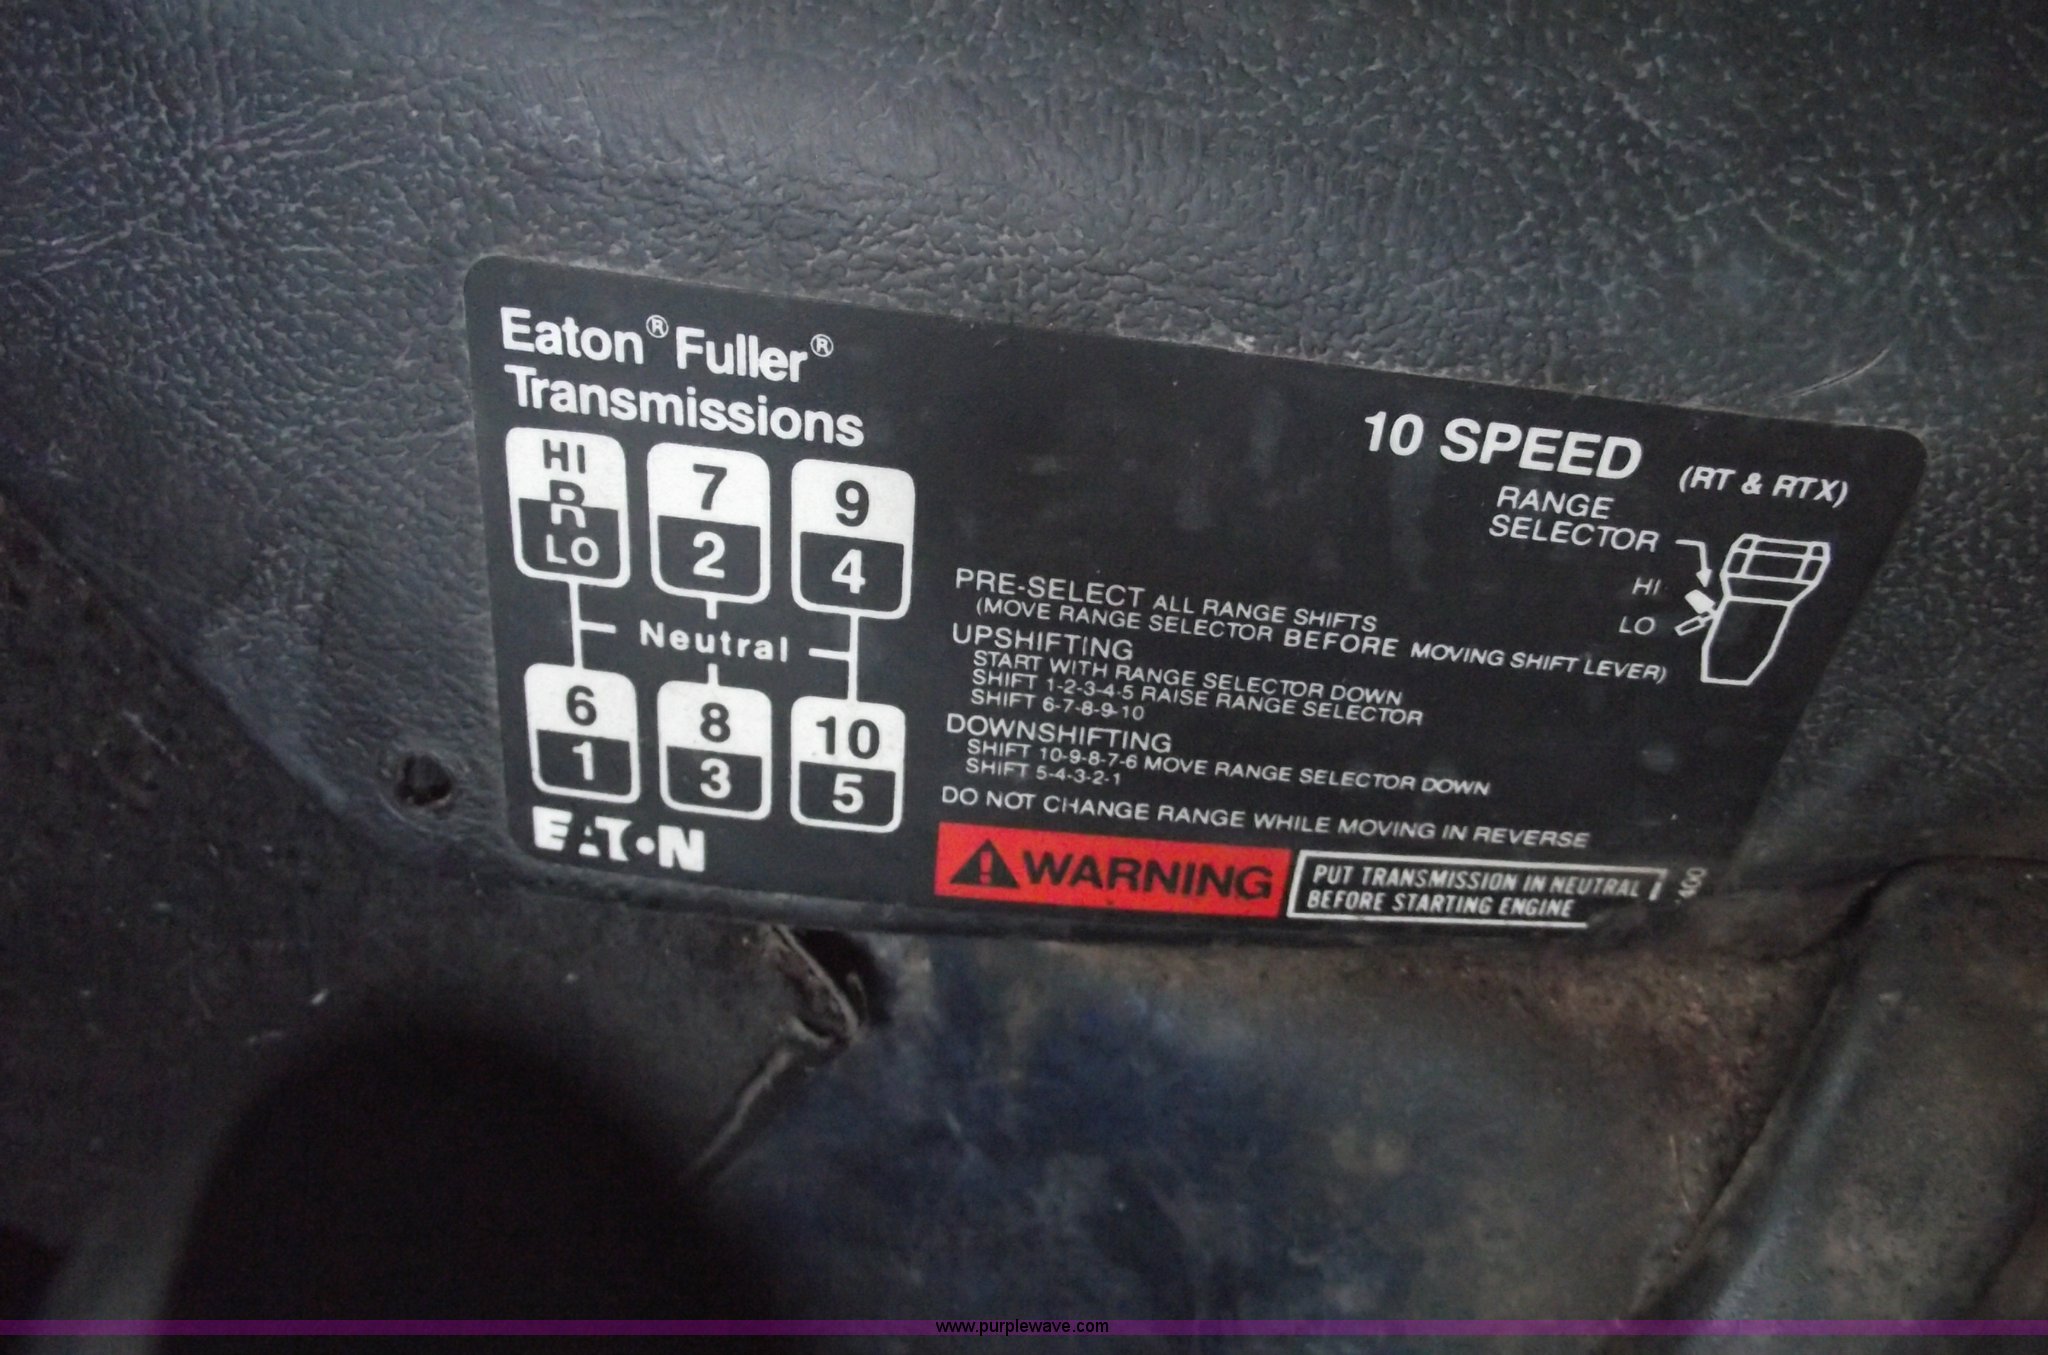 Eaton® Fuller®
Transmissions
HI
R
LO
7
2
9
4
Neutral
6
1
8
3
10
5
EATON
10 SPEED (RT & RTX)
RANGE
SELECTOR
HI
LO
PRE-SELECT ALL RANGE SHIFTS
(MOVE RANGE SELECTOR BEFORE MOVING SHIFT LEVER)
UPSHIFTING
START WITH RANGE SELECTOR DOWN
SHIFT 1-2-3-4-5 RAISE RANGE SELECTOR
SHIFT 6-7-8-9-10
DOWNSHIFTING
SHIFT 10-9-8-7-6 MOVE RANGE SELECTOR DOWN
SHIFT 5-4-3-2-1
DO NOT CHANGE RANGE WHILE MOVING IN REVERSE
WARNING
PUT TRANSMISSION IN NEUTRAL
BEFORE STARTING ENGINE
www.purplewave.com